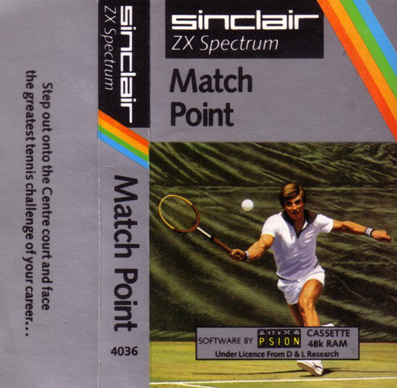 Step out onto the Centre court and face
the greatest tennis challenge of your career...
sinclair
ZX Spectrum
Match Point
4036
sinclair
ZX Spectrum
Match
Point
SOFTWARE BY
PSION
CASSETTE
48k RAM
Under Licence From D & L Research